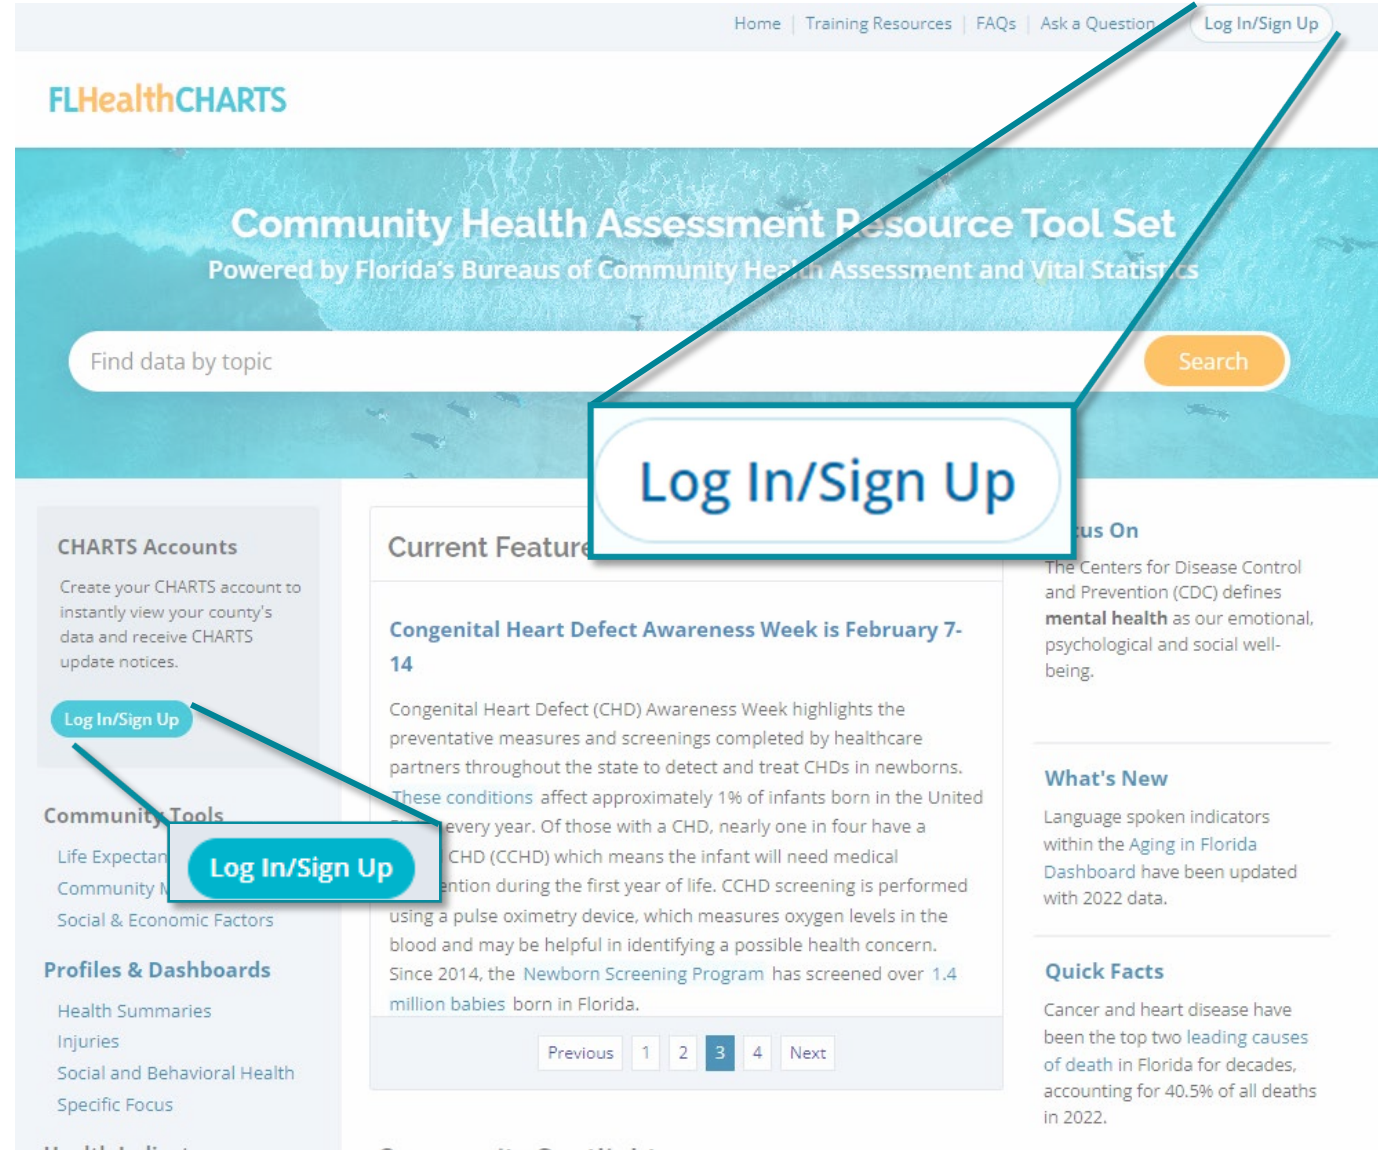 Home | Training Resources | FAQs | Ask a Question
Log In/Sign Up
FLHealthCHARTS
Community Health Assessment Resource Tool Set
Powered by Florida's Bureaus of Community Health Assessment and Vital Statistics
Find data by topic
Search
Log In/Sign Up
CHARTS Accounts
Create your CHARTS account to
instantly view your county's
data and receive CHARTS
update notices.
Log In/Sign Up
Community Tools
Life Expectan
Community M
Social & Economic Factors
Log In/Sign Up
Profiles & Dashboards
Health Summaries
Injuries
Social and Behavioral Health
Specific Focus
Current Feature
Congenital Heart Defect Awareness Week is February 7-
14
Congenital Heart Defect (CHD) Awareness Week highlights the
preventative measures and screenings completed by healthcare
partners throughout the state to detect and treat CHDs in newborns.
These conditions affect approximately 1% of infants born in the United
every year. Of those with a CHD, nearly one in four have a
CHD (CCHD) which means the infant will need medical
ention during the first year of life. CCHD screening is performed
using a pulse oximetry device, which measures oxygen levels in the
blood and may be helpful in identifying a possible health concern.
Since 2014, the Newborn Screening Program has screened over 1.4
million babies born in Florida.
Previous 1 2 3 4 Next
us On
The Centers for Disease Control
and Prevention (CDC) defines
mental health as our emotional,
psychological and social well-
being.
What's New
Language spoken indicators
within the Aging in Florida
Dashboard have been updated
with 2022 data.
Quick Facts
Cancer and heart disease have
been the top two leading causes
of death in Florida for decades,
accounting for 40.5% of all deaths
in 2022.